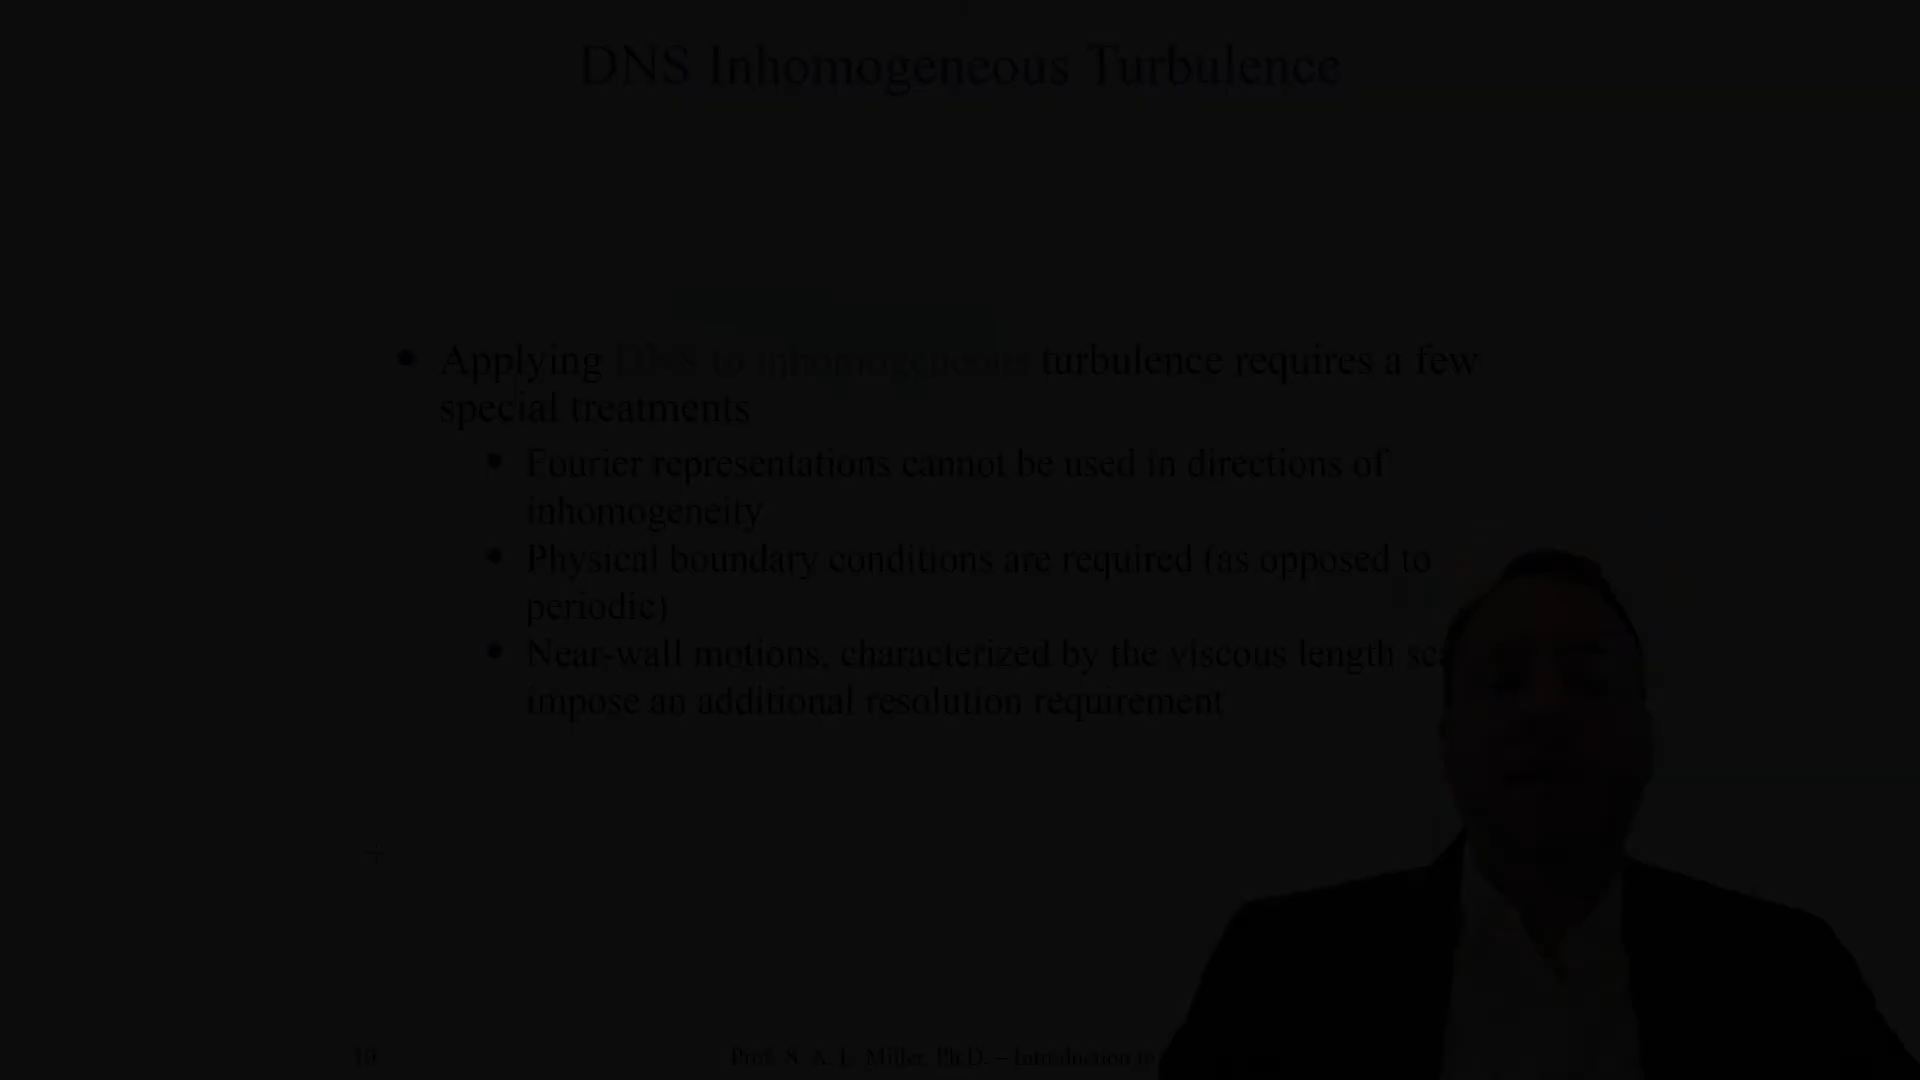 DNS Inhomogeneous Turbulence
• Applying DNS to inhomogeneous turbulence requires a few
special treatments
• Fourier representations cannot be used in directions of
inhomogeneity
• Physical boundary conditions are required (as opposed to
periodic)
• Near-wall motions, characterized by the viscous length
impose an additional resolution requirement
10
Prof. S. A. E. Miller, Ph.D. – Introduction to